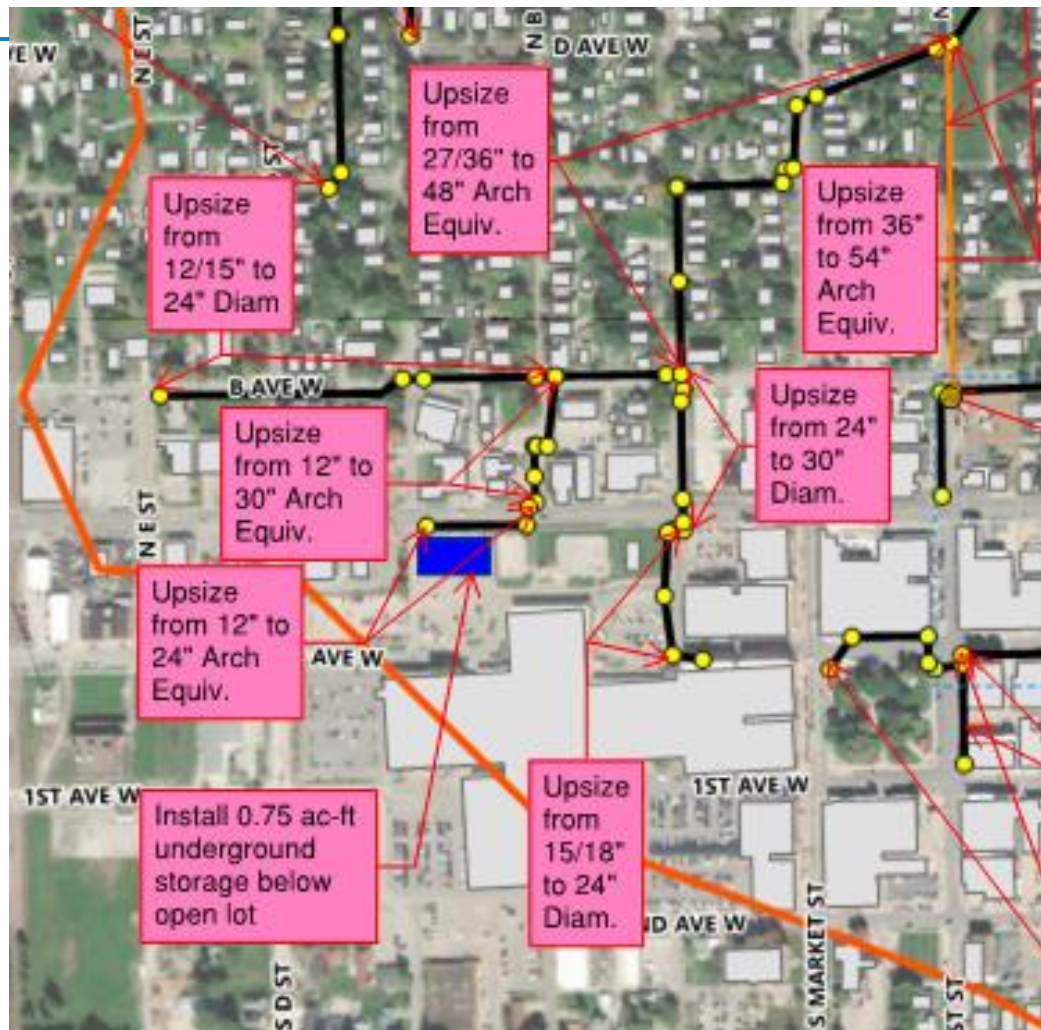 VE W
N E ST
N B
D AVE W
N
Upsize
from
27/36" to
48" Arch
Equiv.
ST
Upsize
from
12/15" to
24" Diam
Upsize
from 36"
to 54"
Arch
Equiv.
B AVE W
Upsize
from 24"
to 30"
Diam.
Upsize
from 12" to
30" Arch
Equiv.
N E ST
Upsize
from 12" to
24" Arch
Equiv.
AVE W
1ST AVE W
1ST AVE W
Install 0.75 ac-ft
underground
storage below
open lot
Upsize
from
15/18"
to 24"
Diam.
ND AVE W
S MARKET ST
S D ST
ST ST